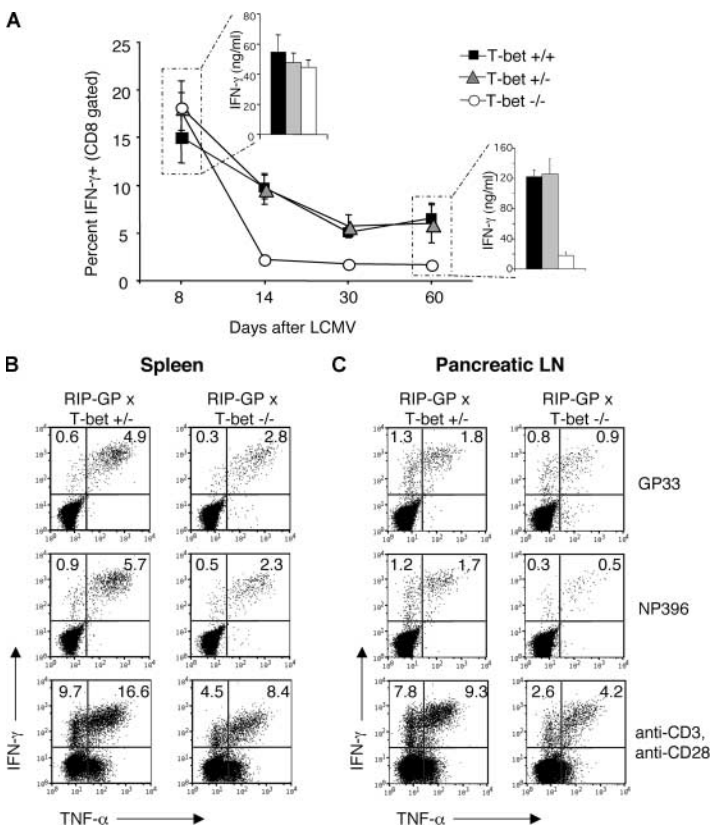 A
25
20
15
10
5
0
Percent IFN-γ+ (CD8 gated)
8
14
30
60
Days after LCMV
80
60
40
20
0
IFN-γ (ng/ml)
T-bet +/+
T-bet +/-
T-bet -/-
160
120
80
40
0
IFN-γ (ng/ml)
B
Spleen
RIP-GP x
T-bet +/-
RIP-GP x
T-bet -/-
0.6
4.9
0.3
2.8
0.9
5.7
0.5
2.3
9.7
16.6
4.5
8.4
IFN-γ
TNF-α
C
Pancreatic LN
RIP-GP x
T-bet +/-
RIP-GP x
T-bet -/-
1.3
1.8
0.8
0.9
GP33
1.2
1.7
0.3
0.5
NP396
7.8
9.3
2.6
4.2
anti-CD3,
anti-CD28
IFN-γ
TNF-α